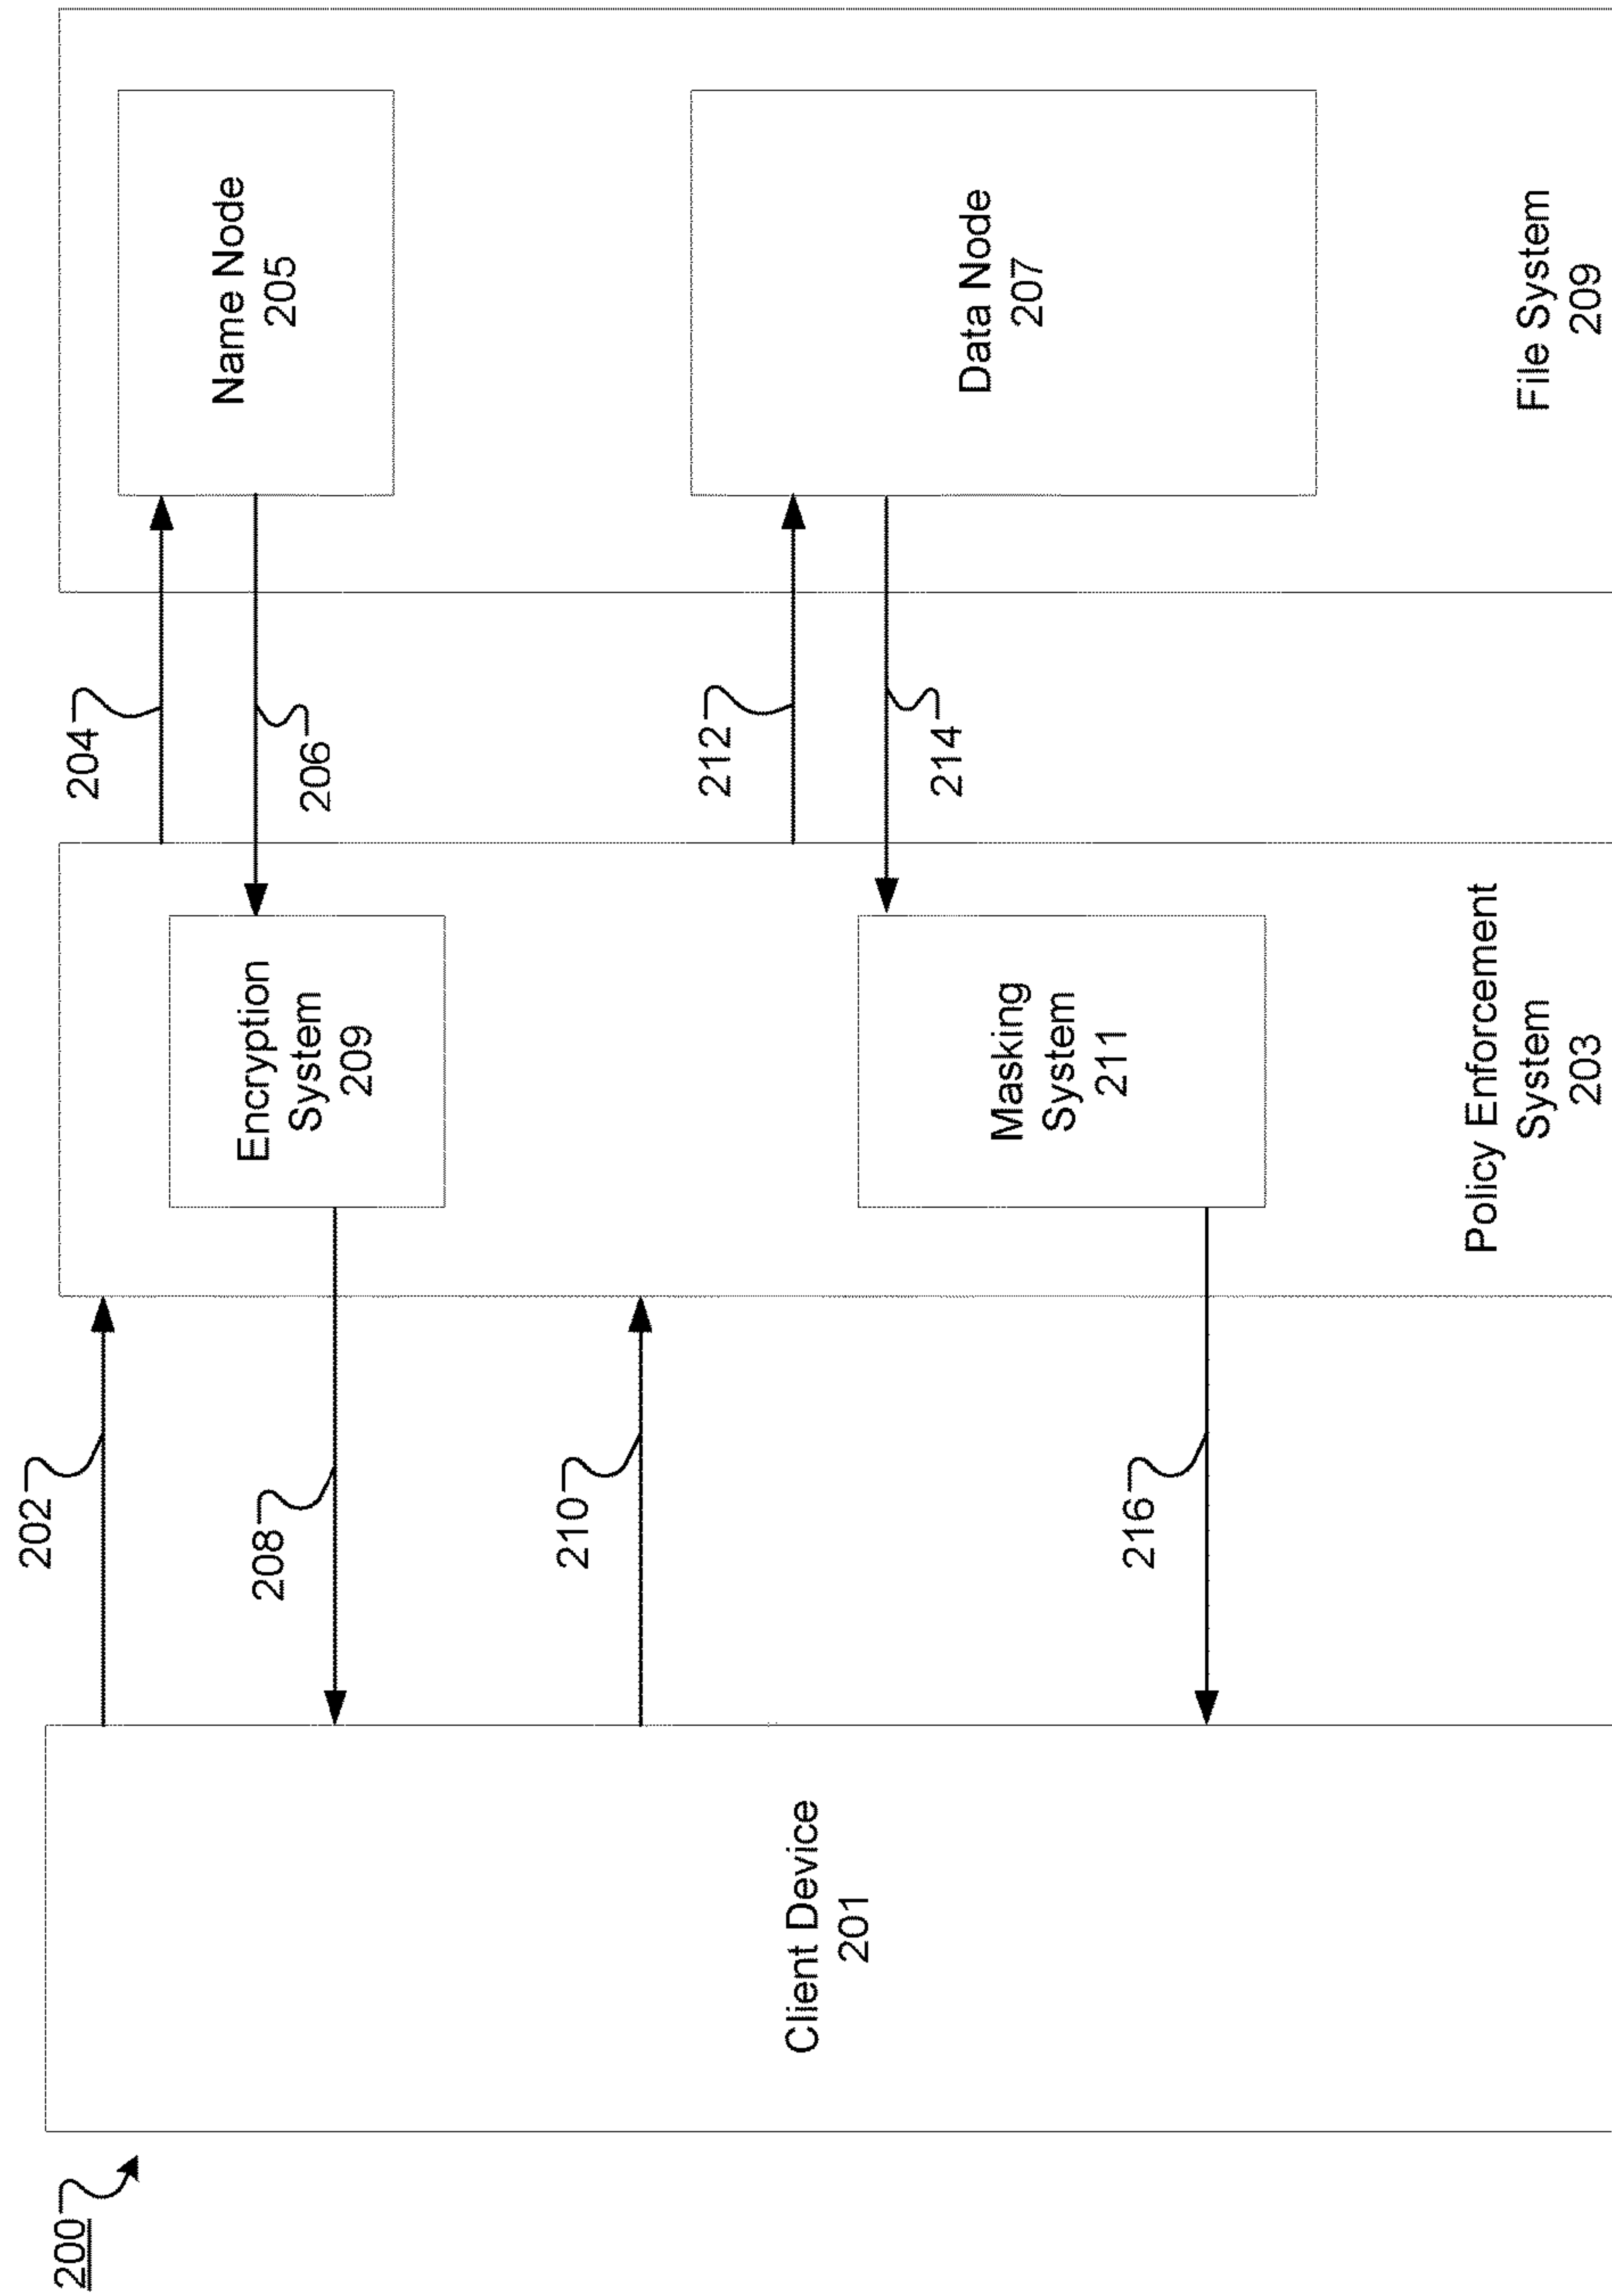 200
Client Device
201
202
208
210
216
Encryption
System
209
Masking
System
211
Policy Enforcement
System
203
204
206
212
214
Name Node
205
Data Node
207
File System
209